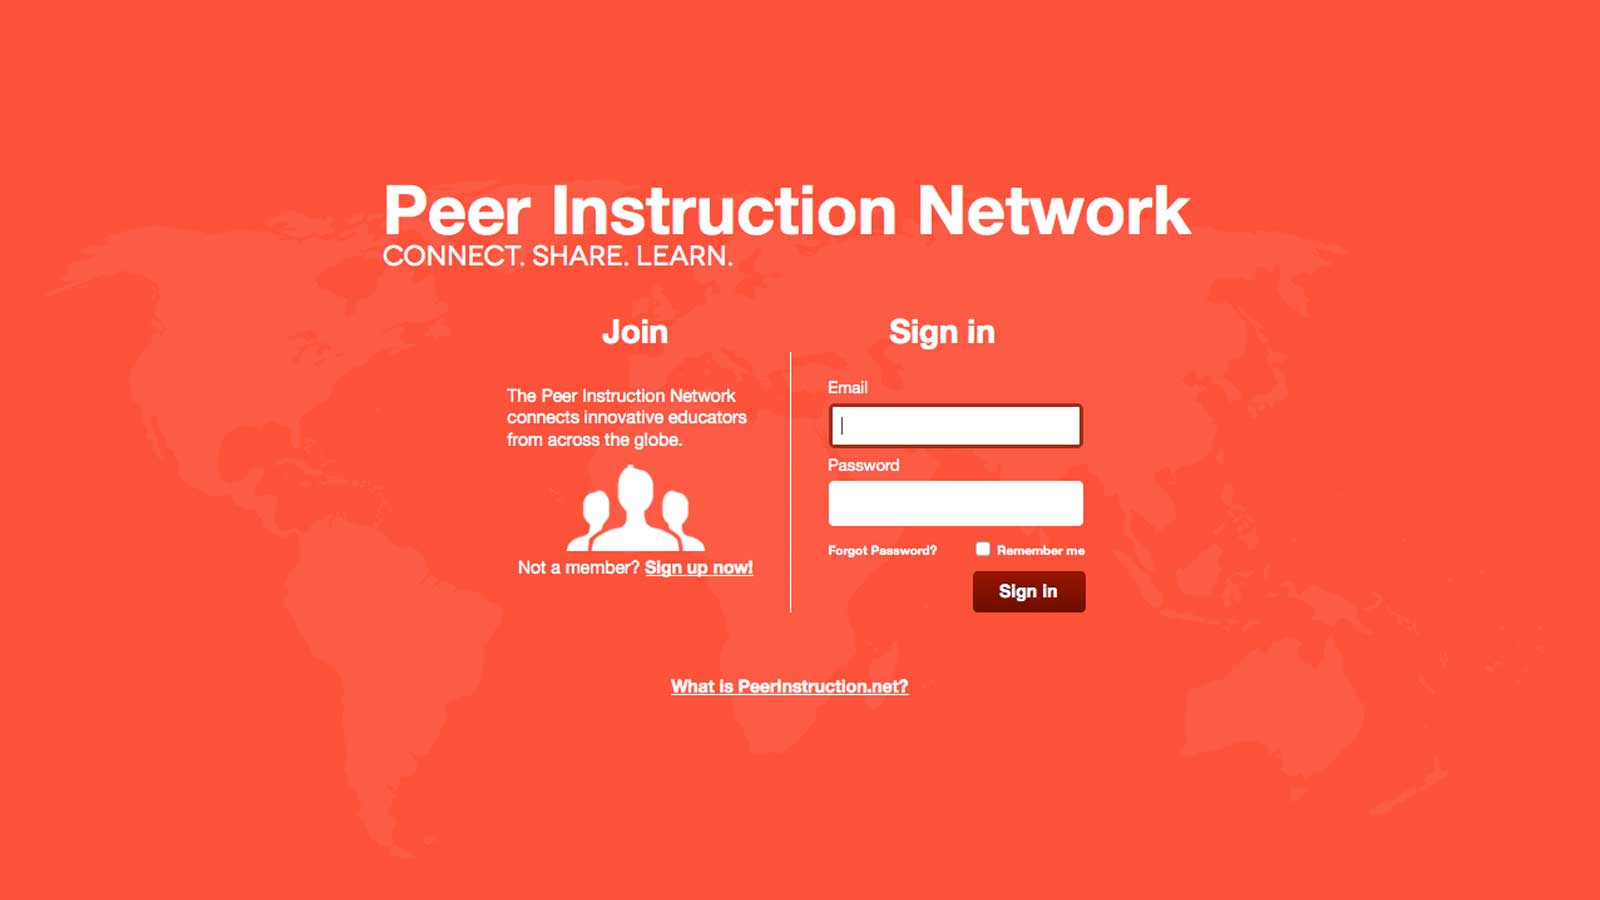 Peer Instruction Network
CONNECT. SHARE. LEARN.
Join
The Peer Instruction Network
connects innovative educators
from across the globe.
Not a member? Sign up now!
Sign in
Email
Password
Forgot Password?
Remember me
Sign in
What is PeerInstruction.net?